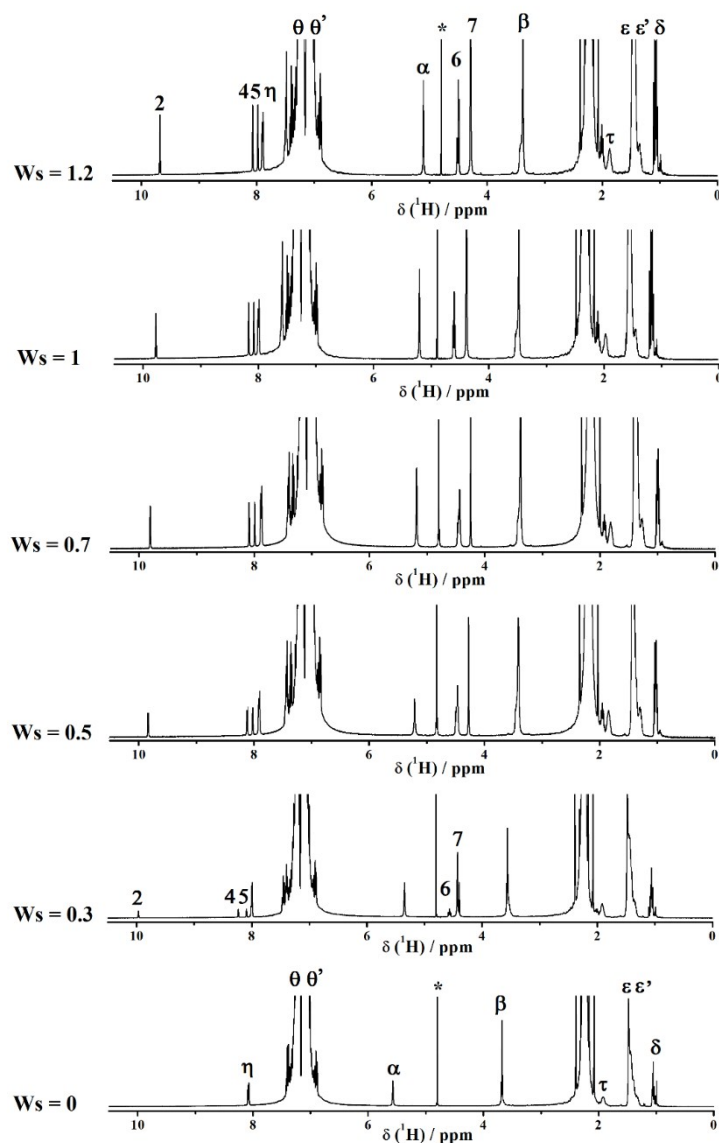 θ θ' * 7 β ε ε' δ
α 6
2 45 η τ
Ws = 1.2
10 8 6 4 2 0
δ (¹H) / ppm
Ws = 1
10 8 6 4 2 0
δ (¹H) / ppm
Ws = 0.7
10 8 6 4 2 0
δ (¹H) / ppm
Ws = 0.5
10 8 6 4 2 0
δ (¹H) / ppm
7
2 45 6
Ws = 0.3
10 8 6 4 2 0
δ (¹H) / ppm
θ θ' * β ε ε'
η α τ δ
Ws = 0
10 8 6 4 2 0
δ (¹H) / ppm